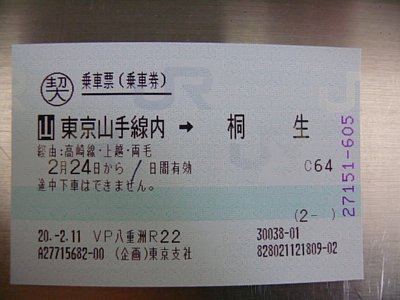 契 乗車票(乗車券)
山 東京山手線内 → 桐生
経由:高崎線・上越・両毛
2月24日から 1日間有効 C64
途中下車はできません。
(2- )
20.-2.11 VP八重洲R22 30038-01
A27715682-00 (企画)東京支社 828021121809-02
27151-605